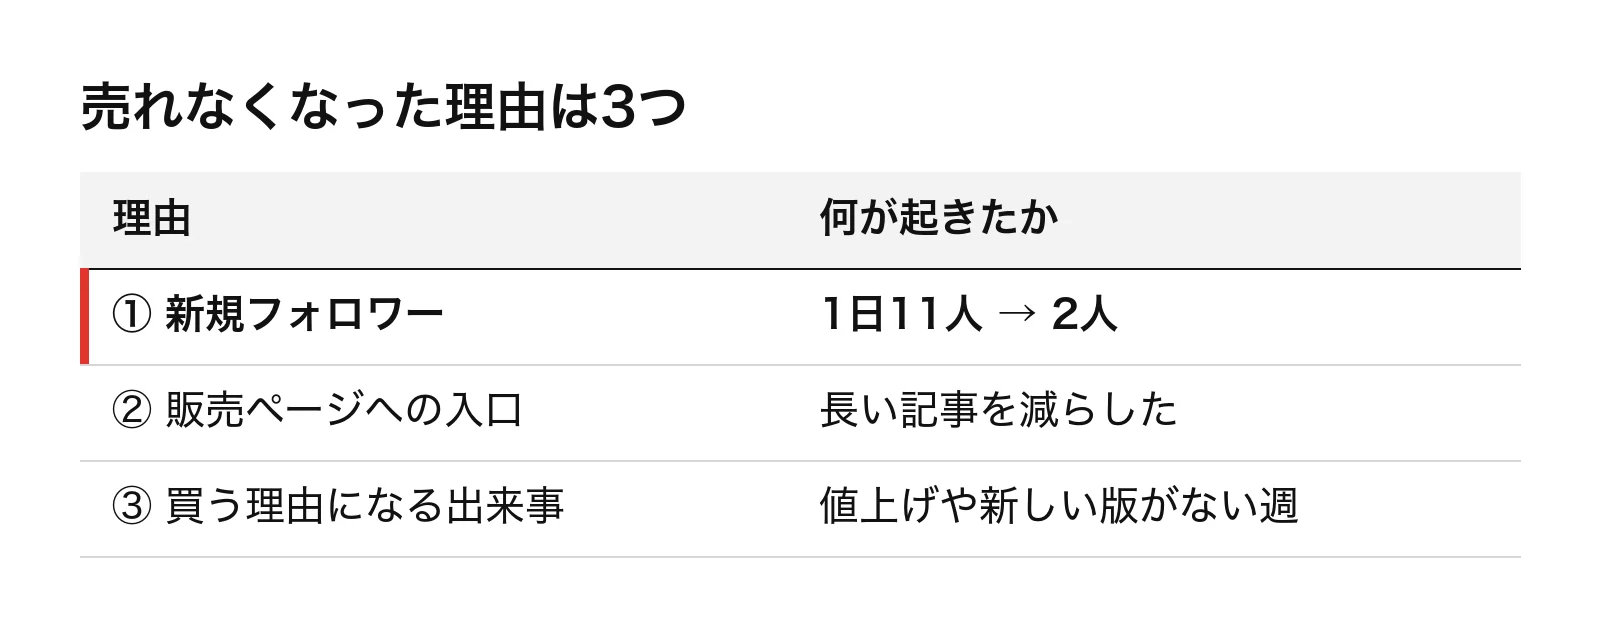 売れなくなった理由は3つ
理由 何が起きたか
① 新規フォロワー 1日11人 → 2人
② 販売ページへの入口 長い記事を減らした
③ 買う理由になる出来事 値上げや新しい版がない週